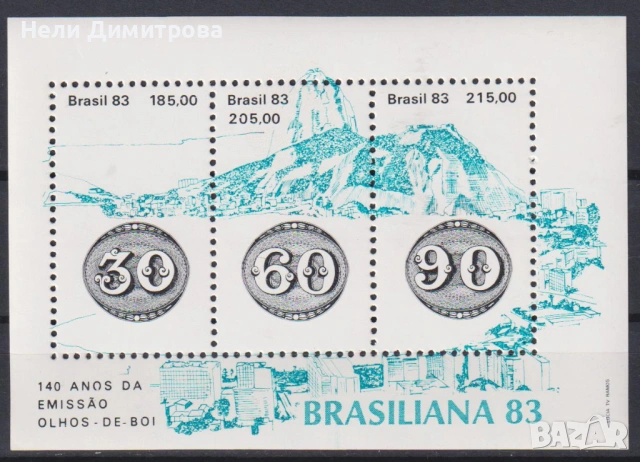 Нели Димитрова
Brasil 83 185,00
Brasil 83
205,00
Brasil 83 215,00
30
60
90
140 ANOS DA
EMISSÃO
OLHOS-DE-BOI
BRASILIANA 83
BAZAR